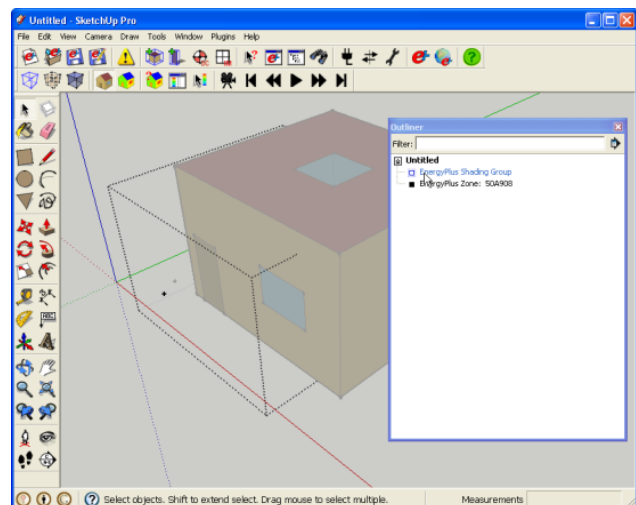 Untitled - SketchUp Pro
File Edit View Camera Draw Tools Window Plugins Help
Outliner
Filter:
Untitled
EnergyPlus Shading Group
EnergyPlus Zone: 50A908
Select objects. Shift to extend select. Drag mouse to select multiple.
Measurements